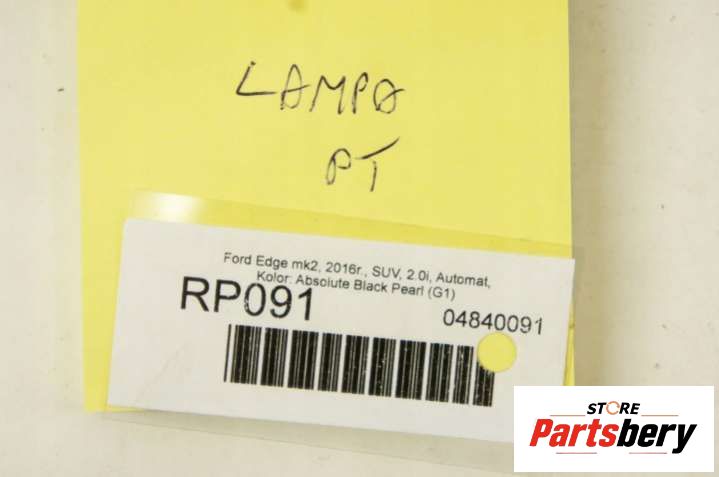 LAMPA
PT
Ford Edge mk2, 2016r., SUV, 2.0i, Automat,
Kolor: Absolute Black Pearl (G1)
RP091
04840091
STORE
Partsbery